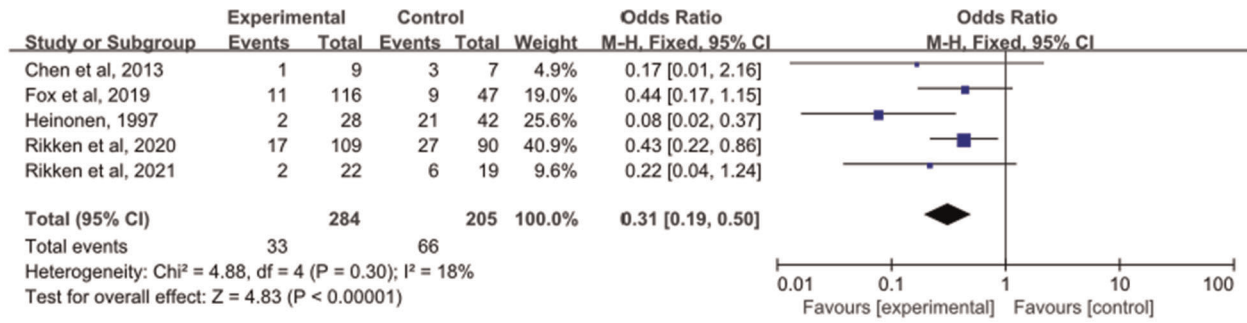 Experimental Control Odds Ratio Odds Ratio
Study or Subgroup Events Total Events Total Weight M-H, Fixed, 95% CI M-H, Fixed, 95% CI
Chen et al, 2013 1 9 3 7 4.9% 0.17 [0.01, 2.16]
Fox et al, 2019 11 116 9 47 19.0% 0.44 [0.17, 1.15]
Heinonen, 1997 2 28 21 42 25.6% 0.08 [0.02, 0.37]
Rikken et al, 2020 17 109 27 90 40.9% 0.43 [0.22, 0.86]
Rikken et al, 2021 2 22 6 19 9.6% 0.22 [0.04, 1.24]
Total (95% CI) 284 205 100.0% 0.31 [0.19, 0.50]
Total events 33 66
Heterogeneity: Chi² = 4.88, df = 4 (P = 0.30); I² = 18%
Test for overall effect: Z = 4.83 (P < 0.00001)
0.01 0.1 1 10 100
Favours [experimental] Favours [control]